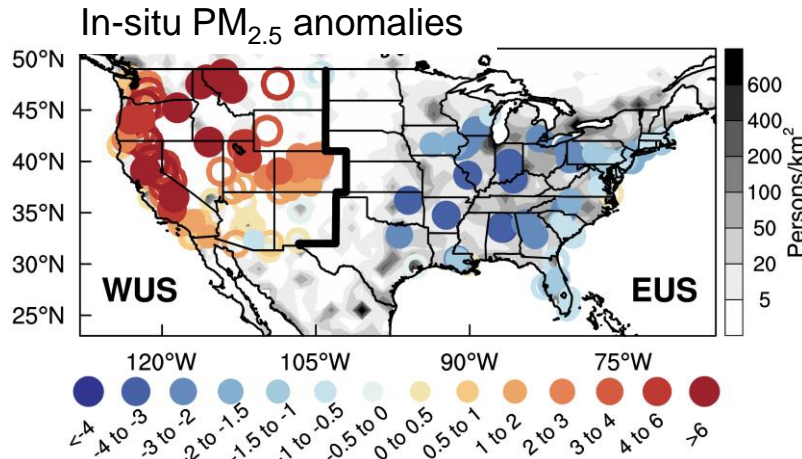 In-situ PM2.5 anomalies
50°N
45°N
40°N
35°N
30°N
25°N
WUS
EUS
120°W
105°W
90°W
75°W
600
400
200
100
50
20
5
Persons/km²
<-4
-4 to -3
-3 to -2
-2 to -1.5
-1.5 to -1
-1 to -0.5
-0.5 to 0
0 to 0.5
0.5 to 1
1 to 2
2 to 3
3 to 4
4 to 6
>6